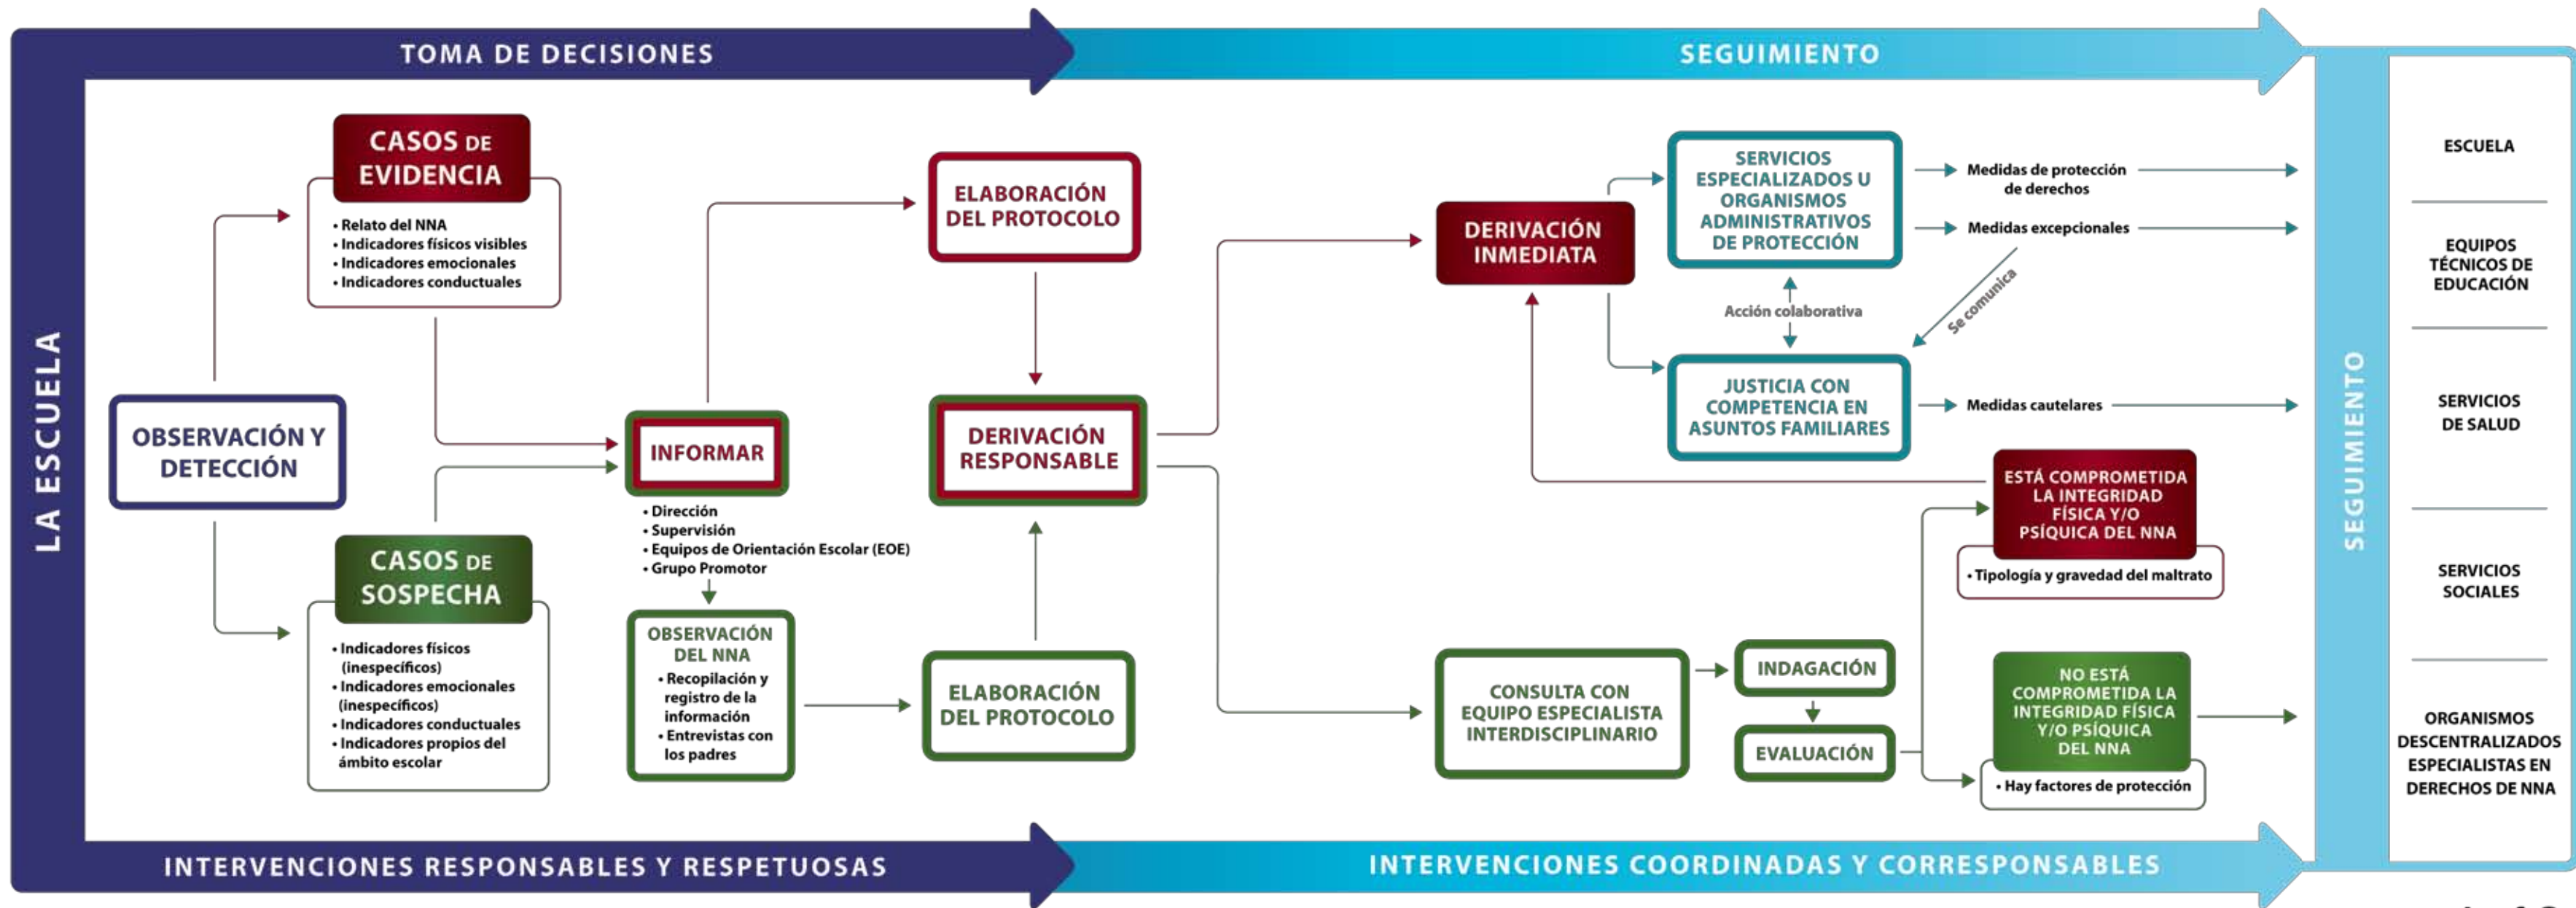 TOMA DE DECISIONES
SEGUIMIENTO
LA ESCUELA
OBSERVACIÓN Y
DETECCIÓN
CASOS DE
EVIDENCIA
• Relato del NNA
• Indicadores físicos visibles
• Indicadores emocionales
• Indicadores conductuales
CASOS DE
SOSPECHA
• Indicadores físicos
(inespecíficos)
• Indicadores emocionales
(inespecíficos)
• Indicadores conductuales
• Indicadores propios del
ámbito escolar
INFORMAR
• Dirección
• Supervisión
• Equipos de Orientación Escolar (EOE)
• Grupo Promotor
OBSERVACIÓN
DEL NNA
• Recopilación y
registro de la
información
• Entrevistas con
los padres
ELABORACIÓN
DEL PROTOCOLO
DERIVACIÓN
RESPONSABLE
ELABORACIÓN
DEL PROTOCOLO
DERIVACIÓN
INMEDIATA
SERVICIOS
ESPECIALIZADOS U
ORGANISMOS
ADMINISTRATIVOS
DE PROTECCIÓN
Medidas de protección
de derechos
Medidas excepcionales
Acción colaborativa
Se comunica
JUSTICIA CON
COMPETENCIA EN
ASUNTOS FAMILIARES
Medidas cautelares
ESTÁ COMPROMETIDA
LA INTEGRIDAD
FÍSICA Y/O
PSÍQUICA DEL NNA
• Tipología y gravedad del maltrato
CONSULTA CON
EQUIPO ESPECIALISTA
INTERDISCIPLINARIO
INDAGACIÓN
EVALUACIÓN
NO ESTÁ
COMPROMETIDA LA
INTEGRIDAD FÍSICA
Y/O PSÍQUICA
DEL NNA
• Hay factores de protección
SEGUIMIENTO
ESCUELA
EQUIPOS
TÉCNICOS DE
EDUCACIÓN
SERVICIOS
DE SALUD
SERVICIOS
SOCIALES
ORGANISMOS
DESCENTRALIZADOS
ESPECIALISTAS EN
DERECHOS DE NNA
INTERVENCIONES RESPONSABLES Y RESPETUOSAS
INTERVENCIONES COORDINADAS Y CORRESPONSABLES